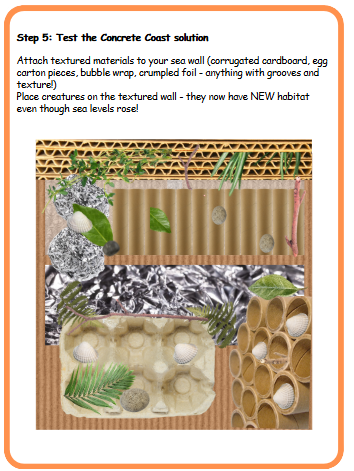 Step 5: Test the Concrete Coast solution
Attach textured materials to your sea wall (corrugated cardboard, egg
carton pieces, bubble wrap, crumpled foil - anything with grooves and
texture!)
Place creatures on the textured wall - they now have NEW habitat
even though sea levels rose!